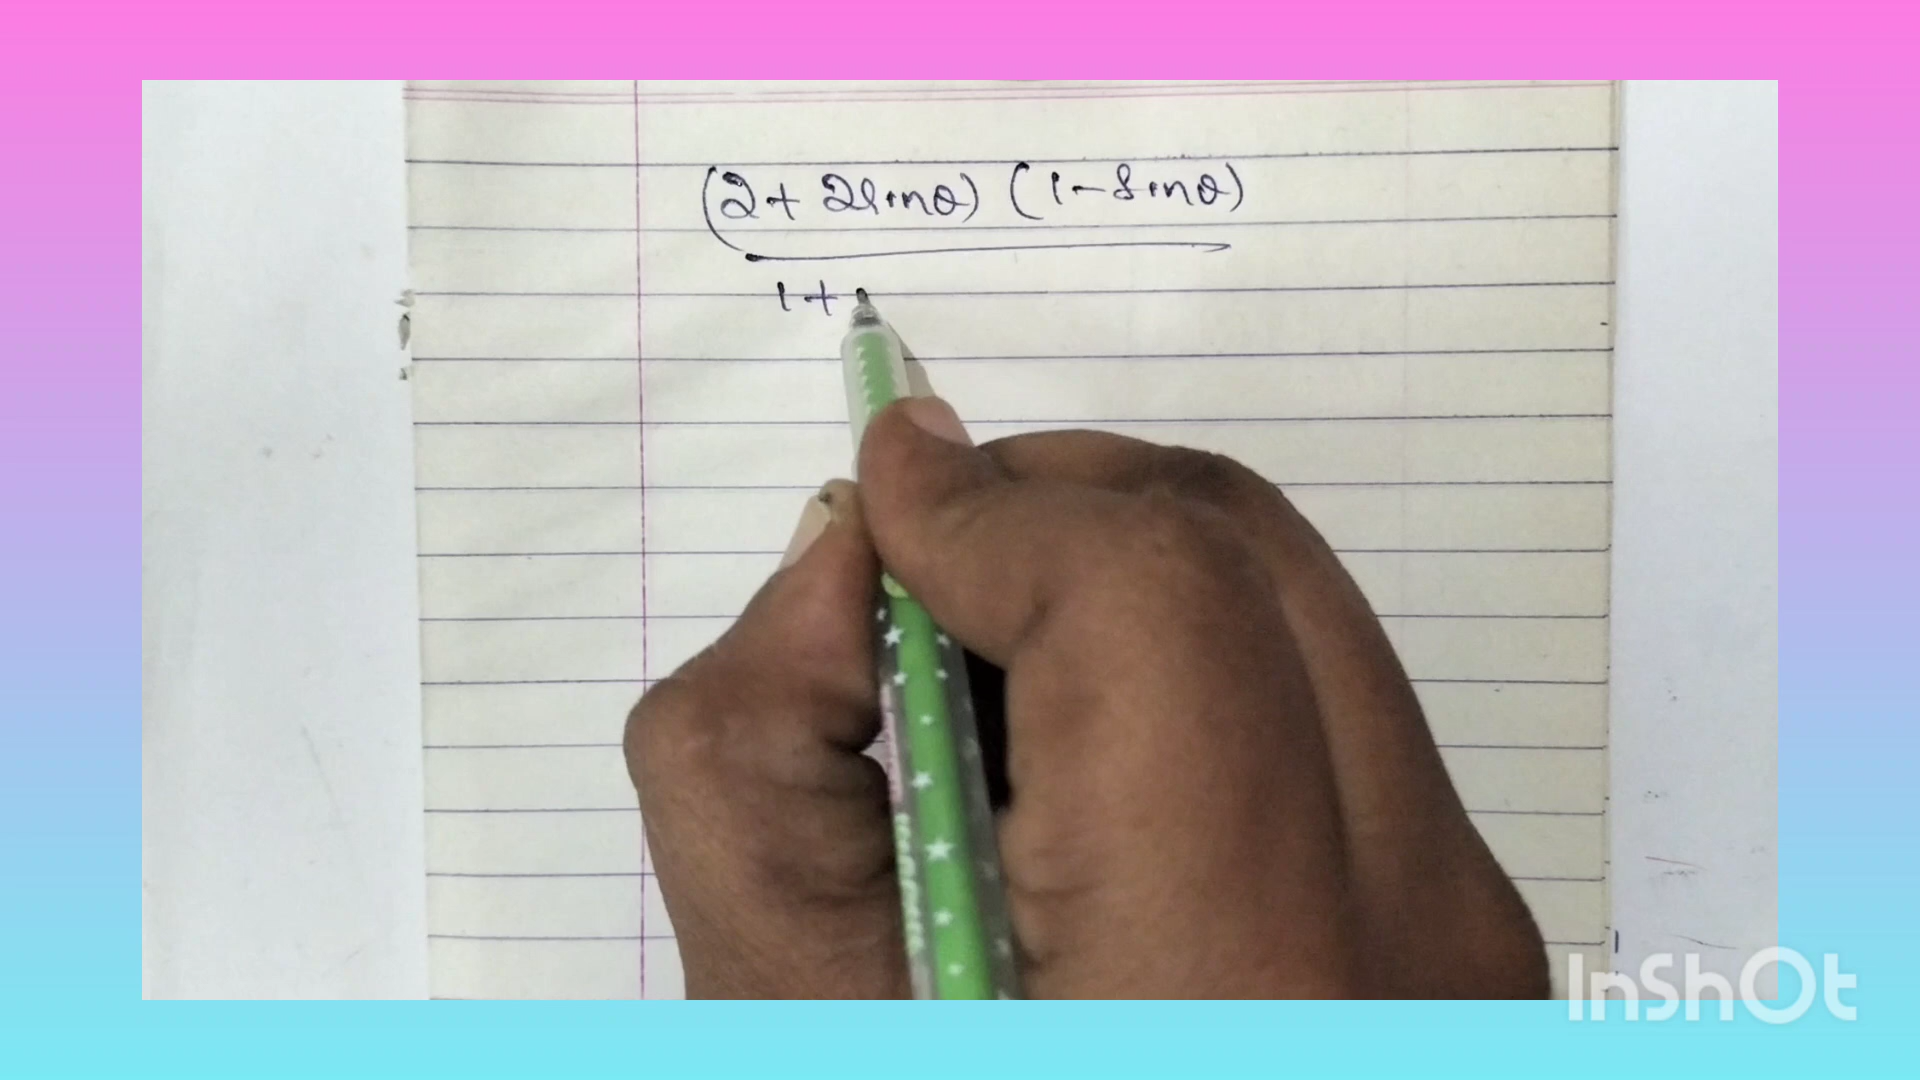 (2+ 2sinθ) (1-sinθ)
1+
InShOt